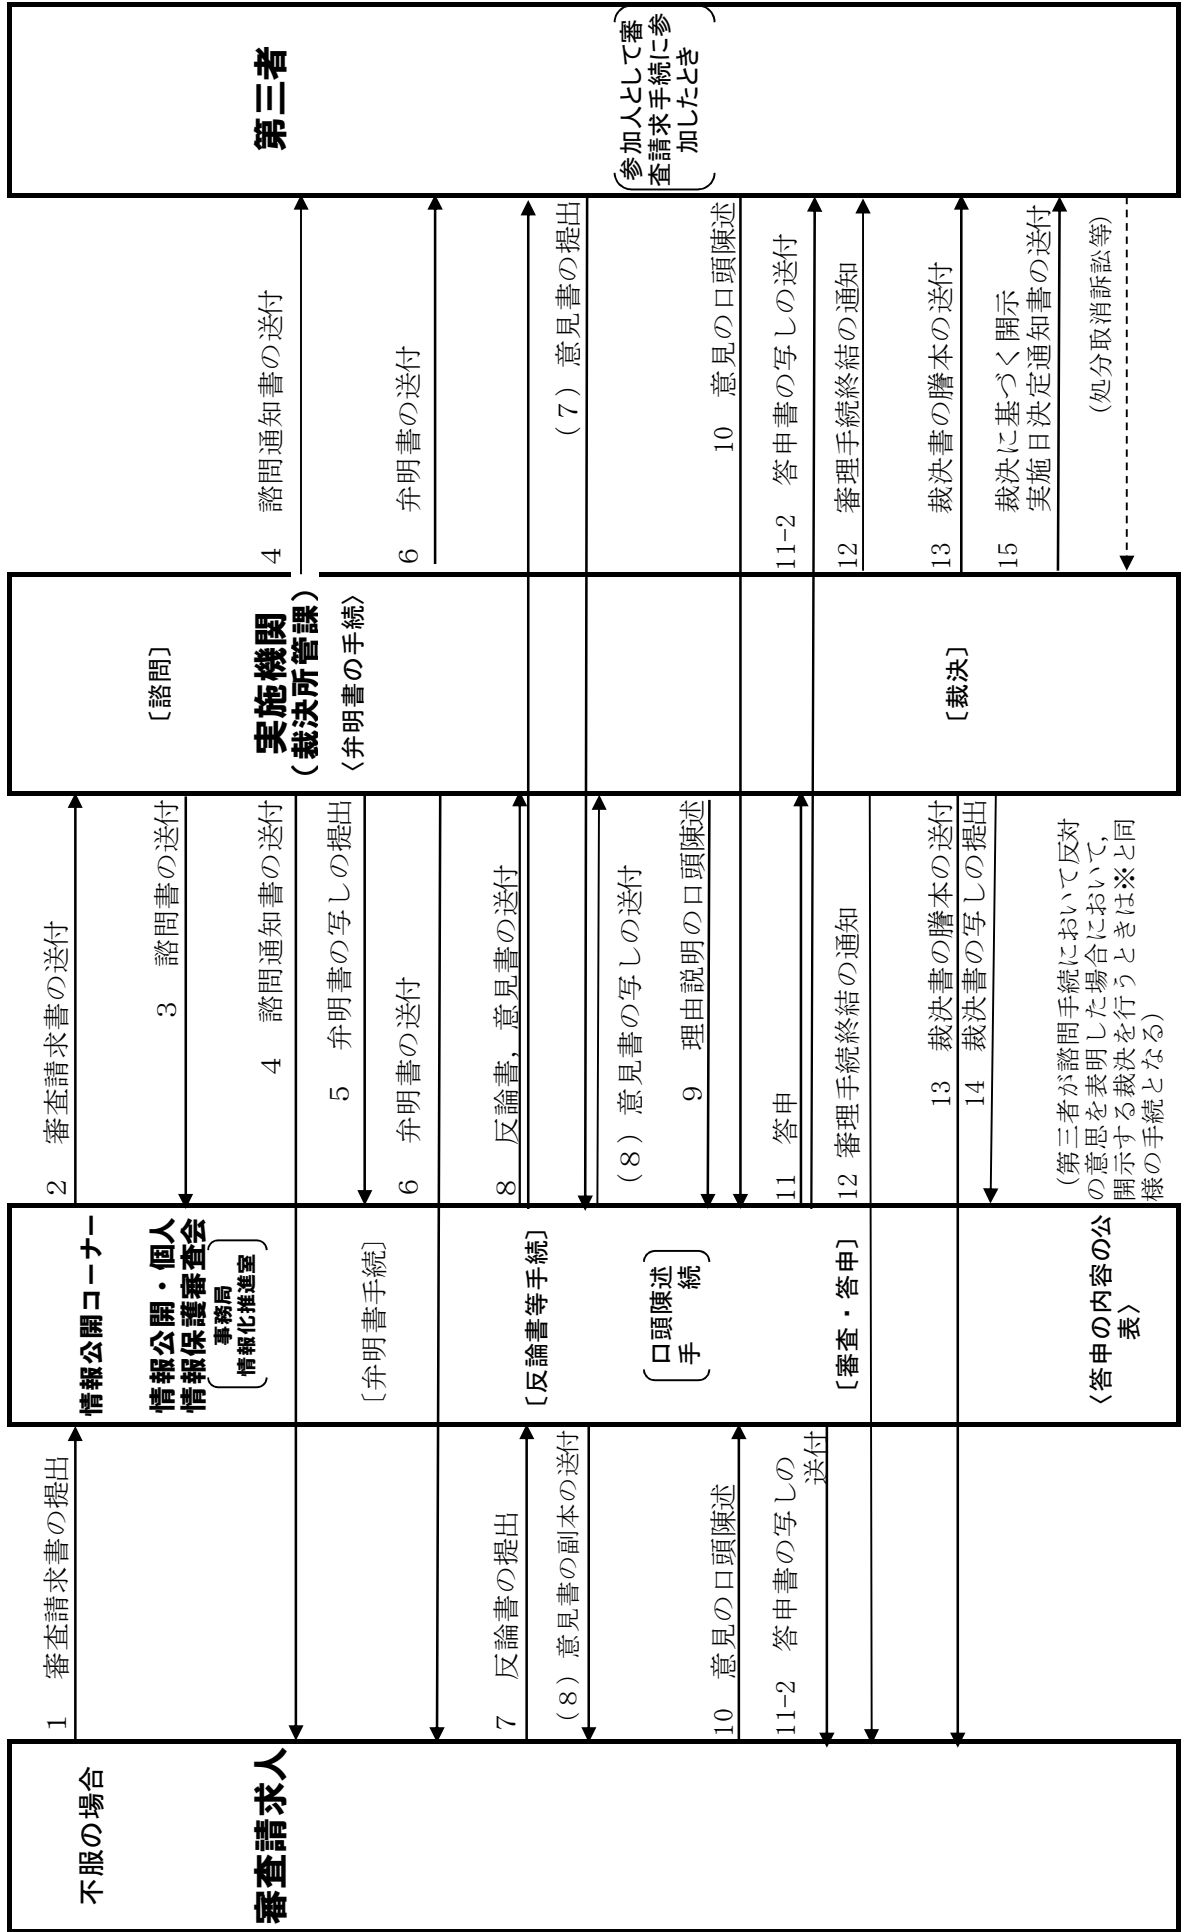 不服の場合
審査請求人
1　審査請求書の提出
7　反論書の提出
(8) 意見書の副本の送付
10　意見の口頭陳述
11-2　答申書の写しの
送付
情報公開コーナー
情報公開・個人
情報保護審査会
事務局
情報化推進室
〔弁明書手続〕
〔反論書等手続〕
口頭陳述
手　　続
〔審査・答申〕
〈答申の内容の公
表〉
2　審査請求書の送付
3　諮問書の送付
4　諮問通知書の送付
5　弁明書の写しの提出
6　弁明書の送付
8　反論書，意見書の送付
(8) 意見書の写しの送付
9　理由説明の口頭陳述
11　答申
12 審理手続終結の通知
13　裁決書の謄本の送付
14　裁決書の写しの提出
(第三者が諮問手続において反対
の意思を表明した場合において，
開示する裁決を行うときは※と同
様の手続となる)
〔諮問〕
実施機関
(裁決所管課)
〈弁明書の手続〉
〔裁決〕
4　諮問通知書の送付
6　弁明書の送付
(7) 意見書の提出
10　意見の口頭陳述
11-2　答申書の写しの送付
12　審理手続終結の通知
13　裁決書の謄本の送付
15　裁決に基づく開示
実施日決定通知書の送付
(処分取消訴訟等)
第三者
参加人として審
査請求手続に参
加したとき